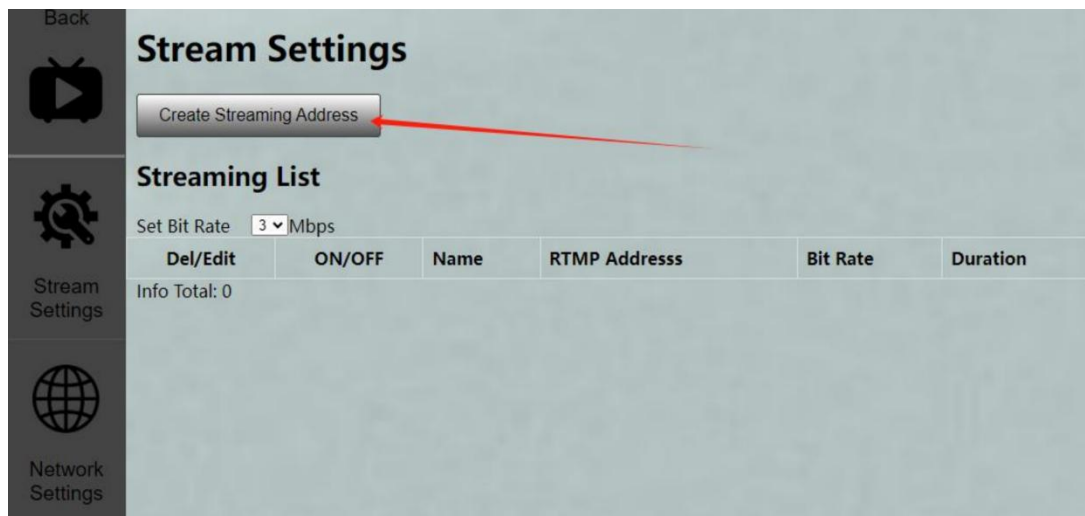 Back
Stream Settings
Create Streaming Address
Streaming List
Set Bit Rate 3 Mbps
Del/Edit ON/OFF Name RTMP Addresss Bit Rate Duration
Info Total: 0
Stream
Settings
Network
Settings